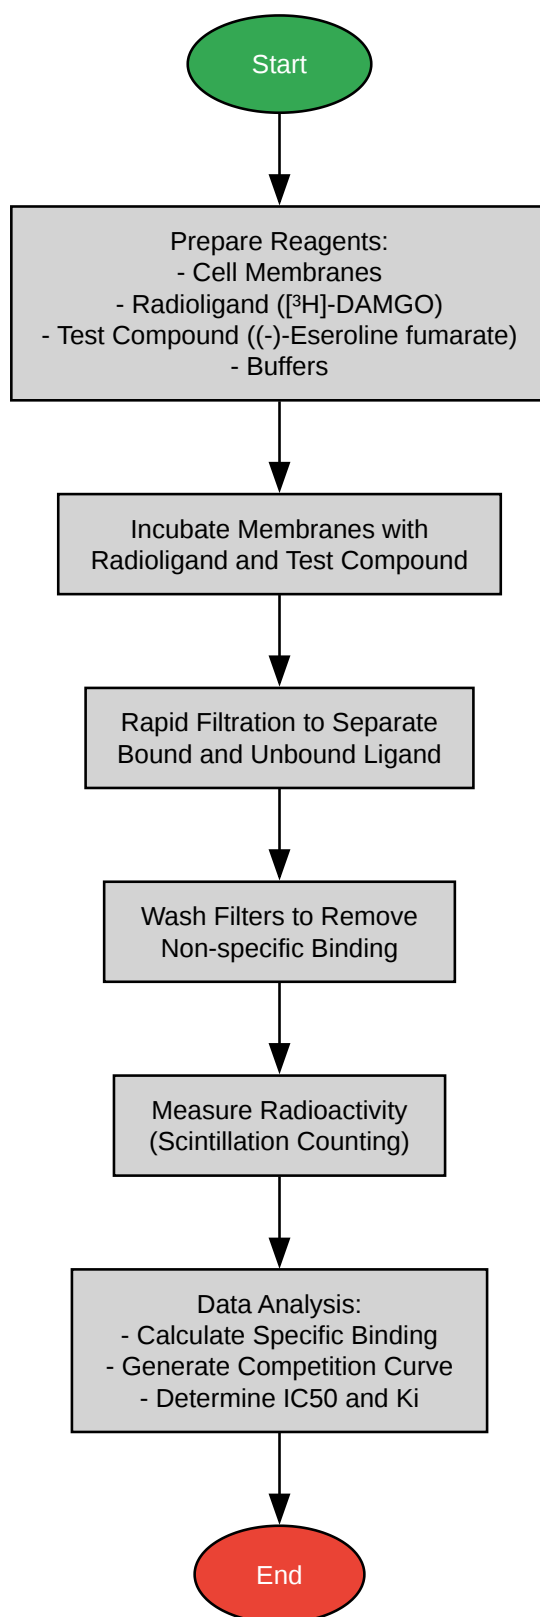 Start
Prepare Reagents:
- Cell Membranes
- Radioligand ([³H]-DAMGO)
- Test Compound ((-)-Eseroline fumarate)
- Buffers
Incubate Membranes with
Radioligand and Test Compound
Rapid Filtration to Separate
Bound and Unbound Ligand
Wash Filters to Remove
Non-specific Binding
Measure Radioactivity
(Scintillation Counting)
Data Analysis:
- Calculate Specific Binding
- Generate Competition Curve
- Determine IC50 and Ki
End